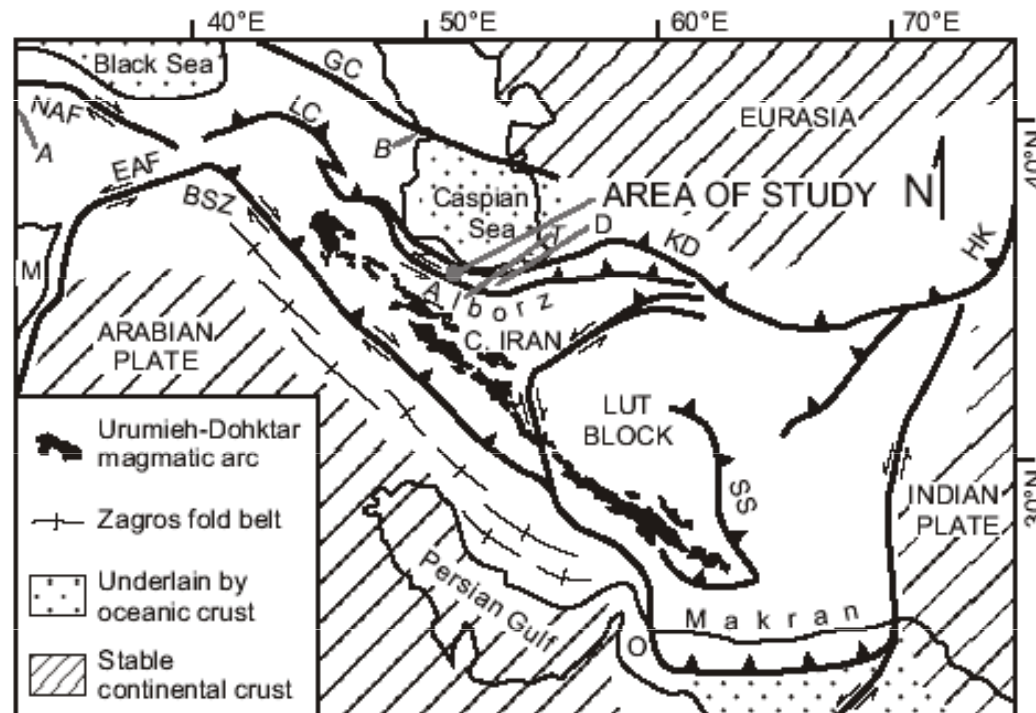 40°E
50°E
60°E
70°E
Black Sea
GC
NAF
LC
EURASIA
A
B
40°N
EAF
BSZ
Caspian
Sea
AREA OF STUDY
N
T
D
KD
HK
M
Alborz
ARABIAN
PLATE
C. IRAN
LUT
BLOCK
Urumieh-Dohktar
magmatic arc
SS
INDIAN
PLATE
30°N
Zagros fold belt
Persian Gulf
Underlain by
oceanic crust
Makran
O
Stable
continental crust